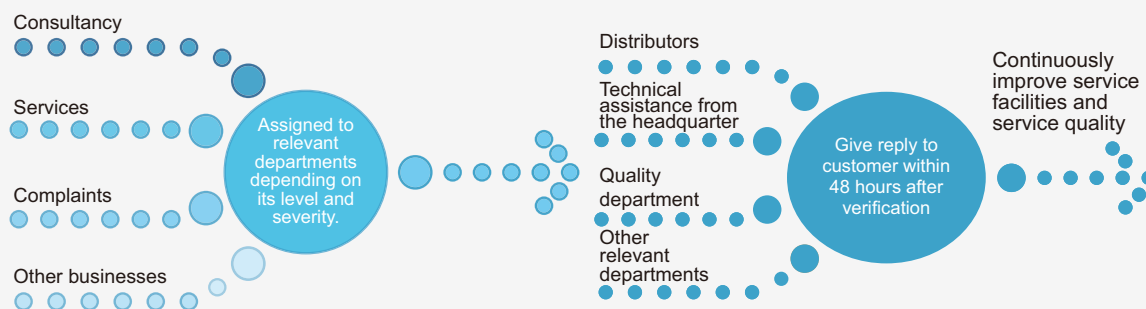 Consultancy
Services
Complaints
Other businesses
Assigned to
relevant
departments
depending on
its level and
severity.
Distributors
Technical
assistance from
the headquarter
Quality
department
Other
relevant
departments
Give reply to
customer within
48 hours after
verification
Continuously
improve service
facilities and
service quality